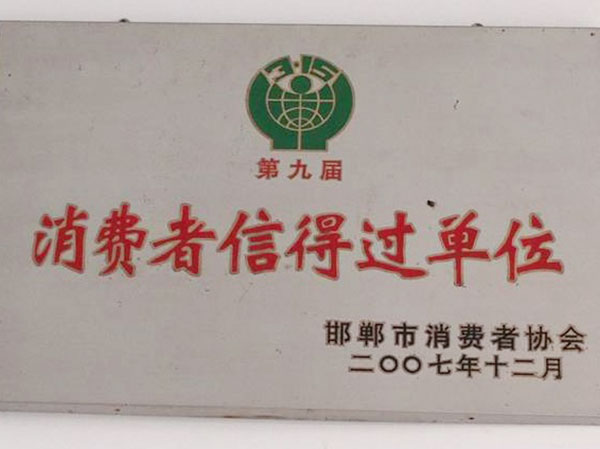 3·15
第九届
消费者信得过单位
邯郸市消费者协会
二〇〇七年十二月